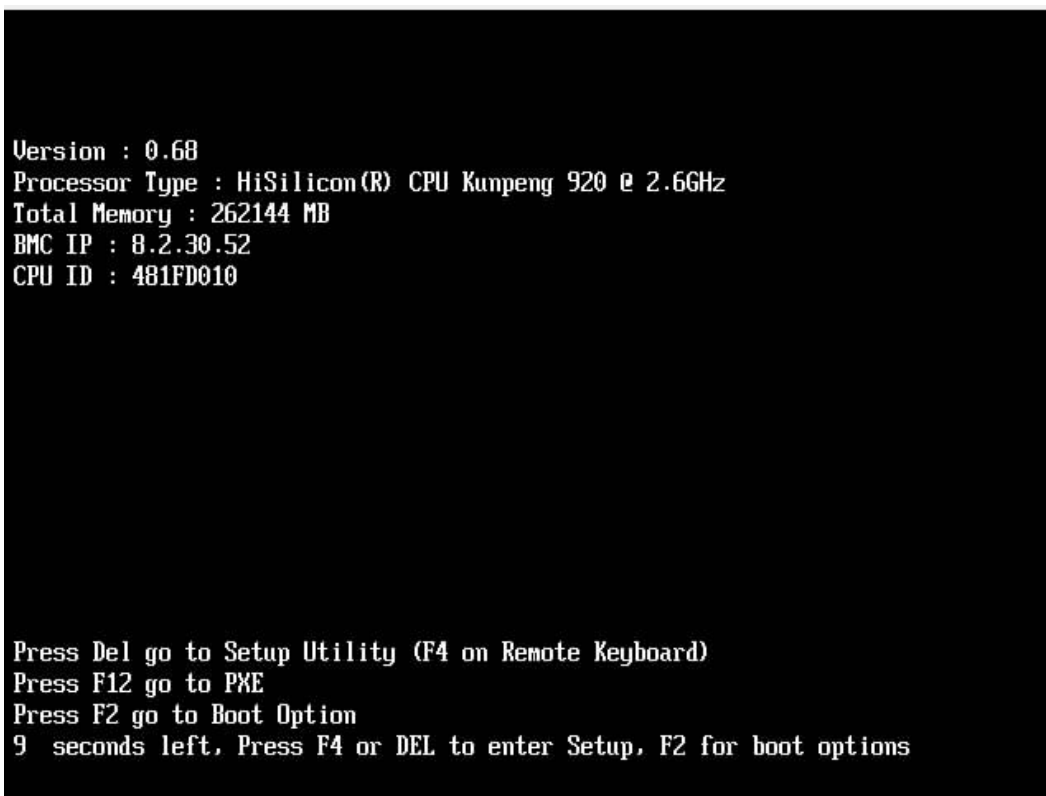 Version : 0.68
Processor Type : HiSilicon(R) CPU Kunpeng 920 @ 2.6GHz
Total Memory : 262144 MB
BMC IP : 8.2.30.52
CPU ID : 481FD010
Press Del go to Setup Utility (F4 on Remote Keyboard)
Press F12 go to PXE
Press F2 go to Boot Option
9  seconds left, Press F4 or DEL to enter Setup, F2 for boot options